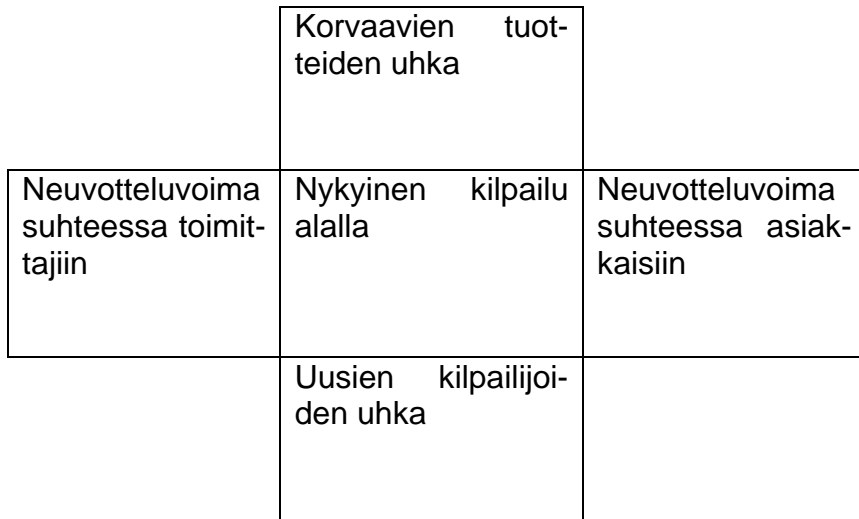 Korvaavien tuot-
teiden uhka
Neuvotteluvoima
suhteessa toimit-
tajiin
Nykyinen kilpailu
alalla
Neuvotteluvoima
suhteessa asiak-
kaisiin
Uusien kilpailijoi-
den uhka